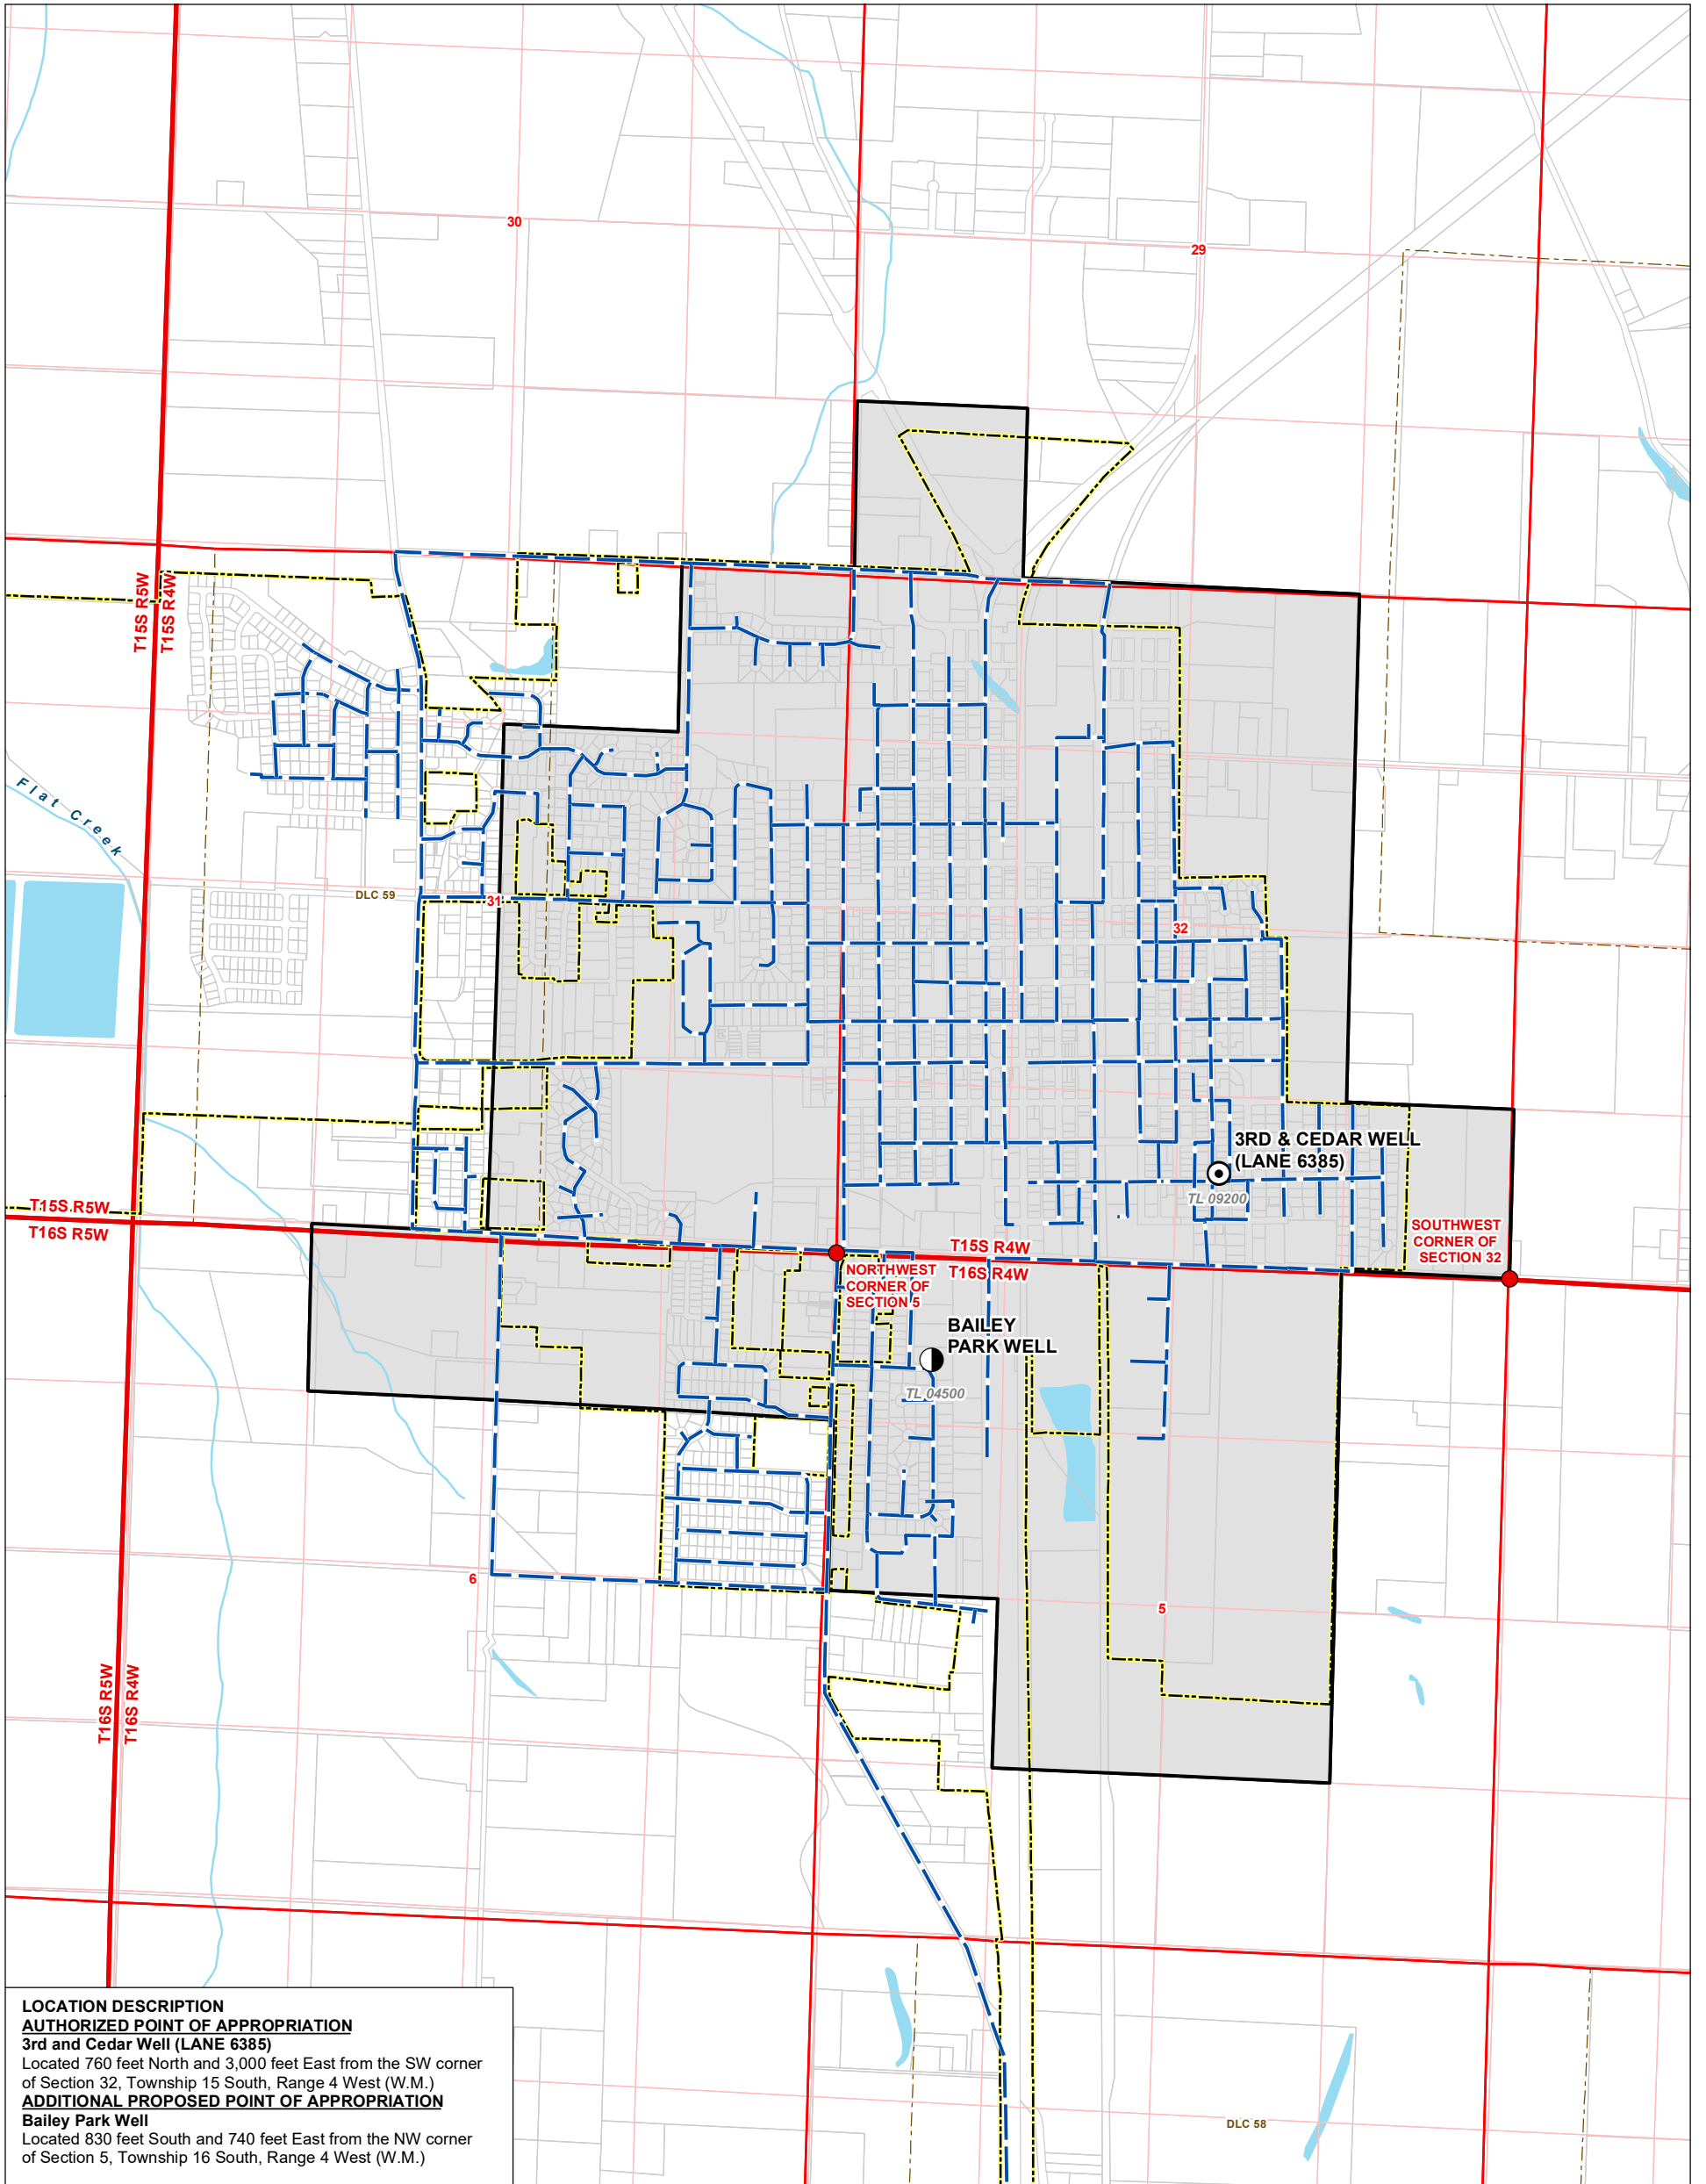 30
29
T15S R5W
T15S R4W
Flat Creek
DLC 59
31
32
3RD & CEDAR WELL
(LANE 6385)
TL 09200
T15S R5W
T16S R5W
SOUTHWEST
CORNER OF
SECTION 32
T15S R4W
T16S R4W
NORTHWEST
CORNER OF
SECTION 5
BAILEY
PARK WELL
TL 04500
6
5
T16S R5W
T16S R4W
DLC 58
LOCATION DESCRIPTION
AUTHORIZED POINT OF APPROPRIATION
3rd and Cedar Well (LANE 6385)
Located 760 feet North and 3,000 feet East from the SW corner
of Section 32, Township 15 South, Range 4 West (W.M.)
ADDITIONAL PROPOSED POINT OF APPROPRIATION
Bailey Park Well
Located 830 feet South and 740 feet East from the NW corner
of Section 5, Township 16 South, Range 4 West (W.M.)